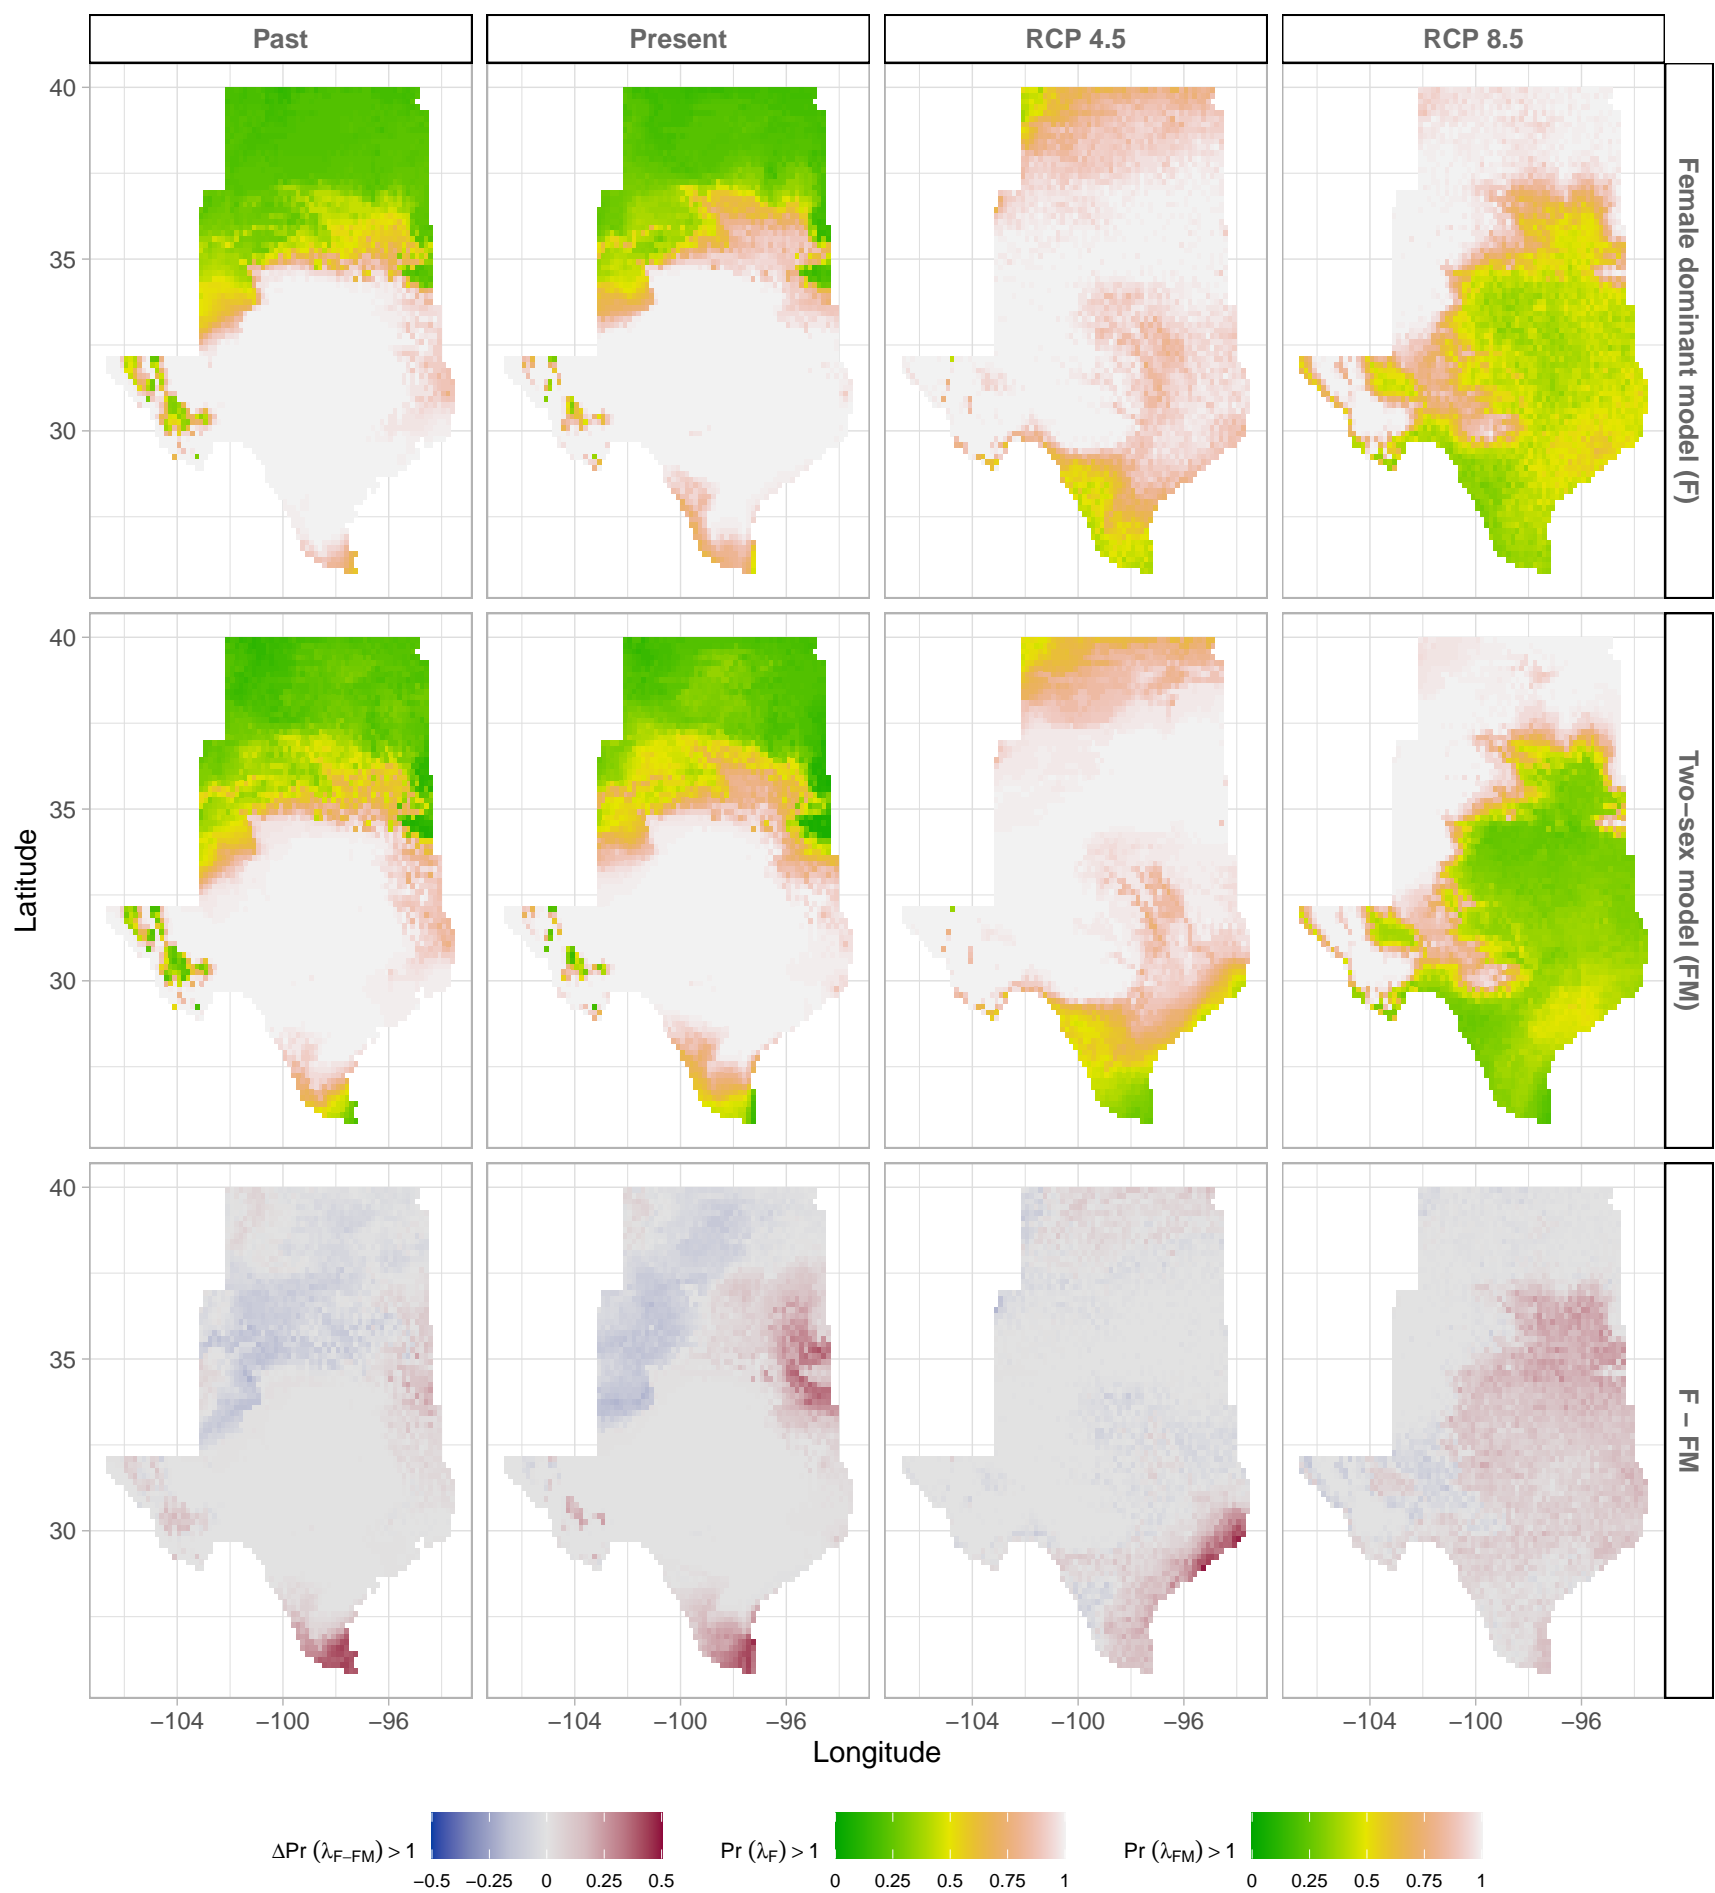 Past Present RCP 4.5 RCP 8.5
40
35
30
Female dominant model (F)
40
35
30
Two−sex model (FM)
Latitude
40
35
30
F − FM
−104 −100 −96 −104 −100 −96 −104 −100 −96 −104 −100 −96
Longitude
ΔPr (λF−FM) > 1
−0.5 −0.25 0 0.25 0.5
Pr (λF) > 1
0 0.25 0.5 0.75 1
Pr (λFM) > 1
0 0.25 0.5 0.75 1